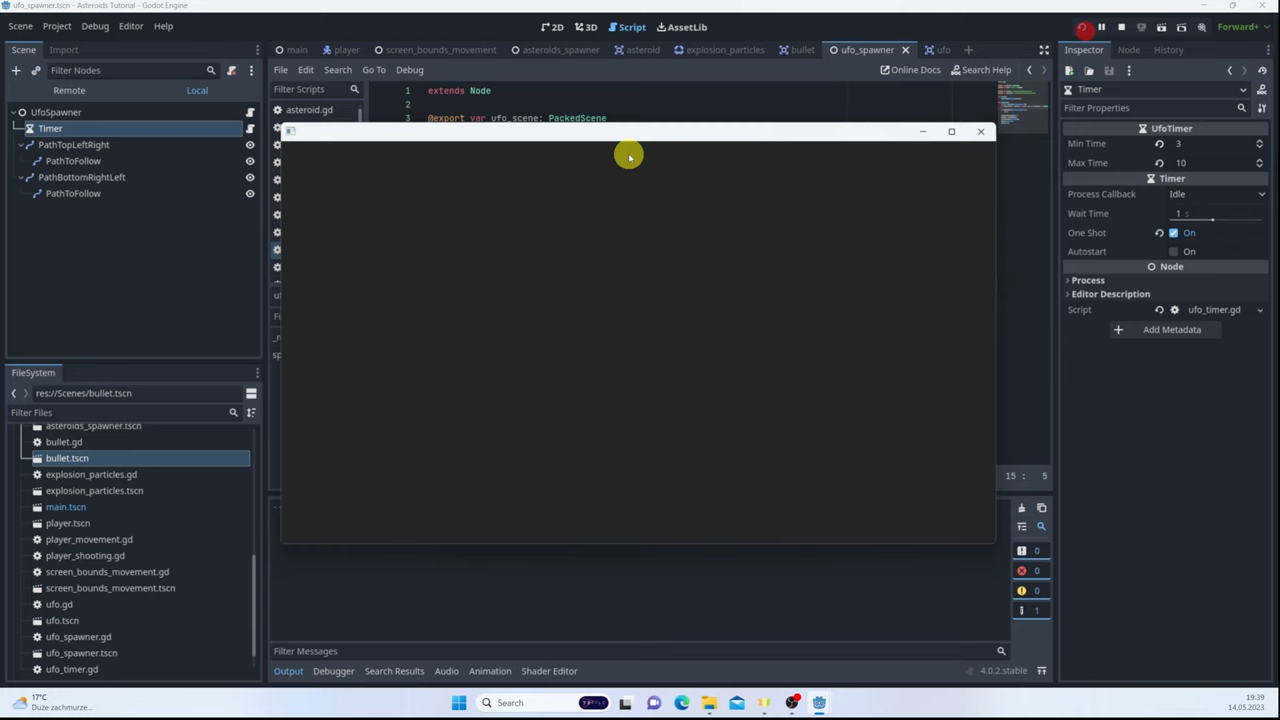 ufo_spawner.tscn - Asteroids Tutorial - Godot Engine
Scene Project Debug Editor Help
2D 3D Script AssetLib
Forward+
Scene Import
main player screen_bounds_movement asteroids_spawner asteroid explosion_particles bullet ufo_spawner ufo
Inspector Node History
Filter Nodes
File Edit Search Go To Debug
Online Docs Search Help
Remote Local
Filter Scripts
1 extends Node
2
3 @export var ufo_scene: PackedScene
asteroid.gd
Timer
Filter Properties
UfoSpawner
Timer
PathTopLeftRight
PathToFollow
PathBottomRightLeft
PathToFollow
UfoTimer
Min Time 3
Max Time 10
Timer
Process Callback Idle
Wait Time 1 s
One Shot On
Autostart On
Node
Process
Editor Description
Script ufo_timer.gd
Add Metadata
FileSystem
res://Scenes/bullet.tscn
Filter Files
asteroids_spawner.tscn
bullet.gd
bullet.tscn
explosion_particles.gd
explosion_particles.tscn
main.tscn
player.tscn
player_movement.gd
player_shooting.gd
screen_bounds_movement.gd
screen_bounds_movement.tscn
ufo.gd
ufo.tscn
ufo_spawner.gd
ufo_spawner.tscn
ufo_timer.gd
15 : 5
0
0
0
1
Filter Messages
Output Debugger Search Results Audio Animation Shader Editor
4.0.2.stable
17°C
Duże zachmurze...
Search
19:39
14.05.2023